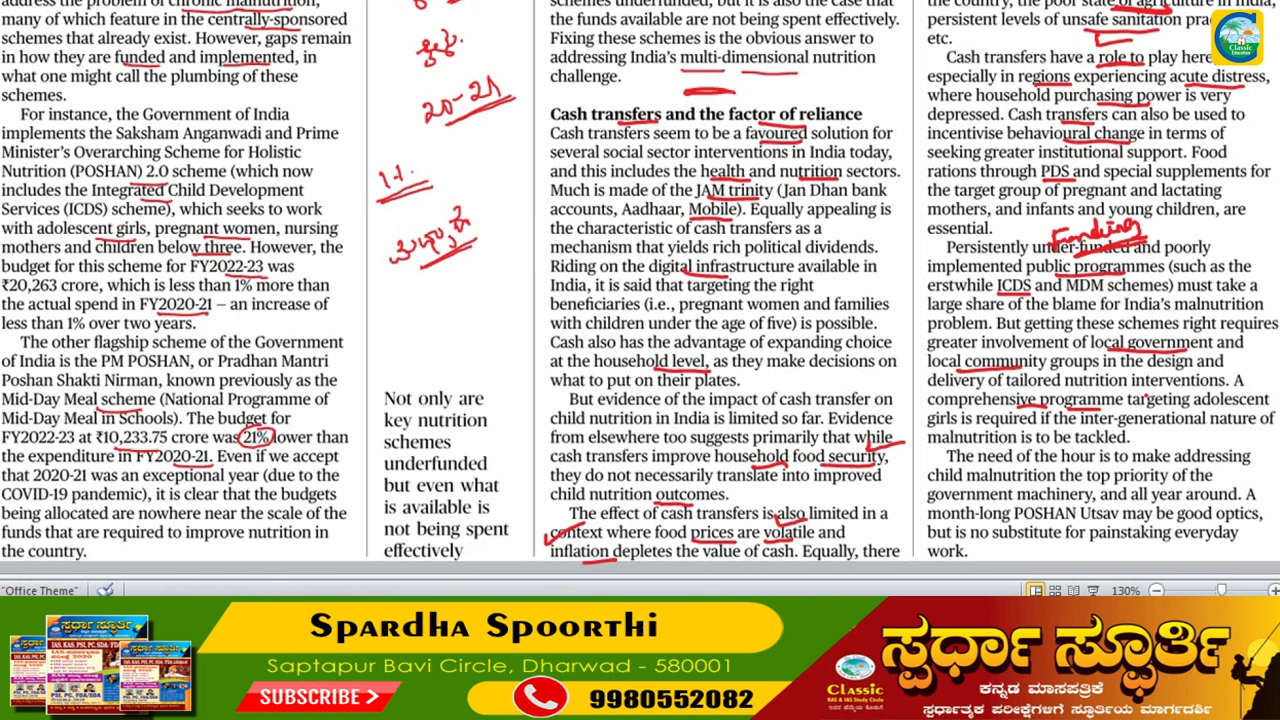 address the problem of chronic malnutrition,
many of which feature in the centrally-sponsored
schemes that already exist. However, gaps remain
in how they are funded and implemented, in
what one might call the plumbing of these
schemes.
For instance, the Government of India
implements the Saksham Anganwadi and Prime
Minister's Overarching Scheme for Holistic
Nutrition (POSHAN) 2.0 scheme (which now
includes the Integrated Child Development
Services (ICDS) scheme), which seeks to work
with adolescent girls, pregnant women, nursing
mothers and children below three. However, the
budget for this scheme for FY2022-23 was
₹20,263 crore, which is less than 1% more than
the actual spend in FY2020-21 — an increase of
less than 1% over two years.
The other flagship scheme of the Government
of India is the PM POSHAN, or Pradhan Mantri
Poshan Shakti Nirman, known previously as the
Mid-Day Meal scheme (National Programme of
Mid-Day Meal in Schools). The budget for
FY2022-23 at ₹10,233.75 crore was 21% lower than
the expenditure in FY2020-21. Even if we accept
that 2020-21 was an exceptional year (due to the
COVID-19 pandemic), it is clear that the budgets
being allocated are nowhere near the scale of the
funds that are required to improve nutrition in
the country.
20-21
1%
Not only are
key nutrition
schemes
underfunded
but even what
is available is
not being spent
effectively
schemes underfunded, but it is also the case that
the funds available are not being spent effectively.
Fixing these schemes is the obvious answer to
addressing India's multi-dimensional nutrition
challenge.
Cash transfers and the factor of reliance
Cash transfers seem to be a favoured solution for
several social sector interventions in India today,
and this includes the health and nutrition sectors.
Much is made of the JAM trinity (Jan Dhan bank
accounts, Aadhaar, Mobile). Equally appealing is
the characteristic of cash transfers as a
mechanism that yields rich political dividends.
Riding on the digital infrastructure available in
India, it is said that targeting the right
beneficiaries (i.e., pregnant women and families
with children under the age of five) is possible.
Cash also has the advantage of expanding choice
at the household level, as they make decisions on
what to put on their plates.
But evidence of the impact of cash transfer on
child nutrition in India is limited so far. Evidence
from elsewhere too suggests primarily that while
cash transfers improve household food security,
they do not necessarily translate into improved
child nutrition outcomes.
The effect of cash transfers is also limited in a
context where food prices are volatile and
inflation depletes the value of cash. Equally, there
the country, the poor state of agriculture in India,
persistent levels of unsafe sanitation
etc.
Cash transfers have a role to play here
especially in regions experiencing acute distress,
where household purchasing power is very
depressed. Cash transfers can also be used to
incentivise behavioural change in terms of
seeking greater institutional support. Food
rations through PDS and special supplements for
the target group of pregnant and lactating
mothers, and infants and young children, are
essential.
Funding
Persistently under-funded and poorly
implemented public programmes (such as the
erstwhile ICDS and MDM schemes) must take a
large share of the blame for India's malnutrition
problem. But getting these schemes right requires
greater involvement of local government and
local community groups in the design and
delivery of tailored nutrition interventions. A
comprehensive programme targeting adolescent
girls is required if the inter-generational nature of
malnutrition is to be tackled.
The need of the hour is to make addressing
child malnutrition the top priority of the
government machinery, and all year around. A
month-long POSHAN Utsav may be good optics,
but is no substitute for painstaking everyday
work.
Classic
Education
"Office Theme"
130%
Spardha Spoorthi
Saptapur Bavi Circle Dharwad - 580001
SUBSCRIBE >
9980552082
ಸ್ಪರ್ಧಾ ಸ್ಫೂರ್ತಿ
ಕನ್ನಡ ಮಾಸಪತ್ರಿಕೆ
ಸ್ಪರ್ಧಾತ್ಮಕ ಪರೀಕ್ಷೆಗಳಿಗೆ ಸ್ಫೂರ್ತಿಯ ಮಾರ್ಗದರ್ಶಿ
Classic
IAS & KAS Study Circle